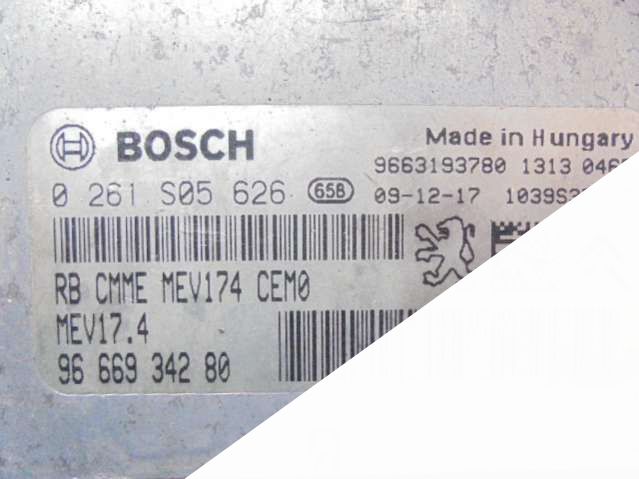 BOSCH
Made in Hungary
9663193780 1313
0 261 S05 626 65B 09-12-17
RB CMME MEV174 CEM0
MEV17.4
96 669 342 80